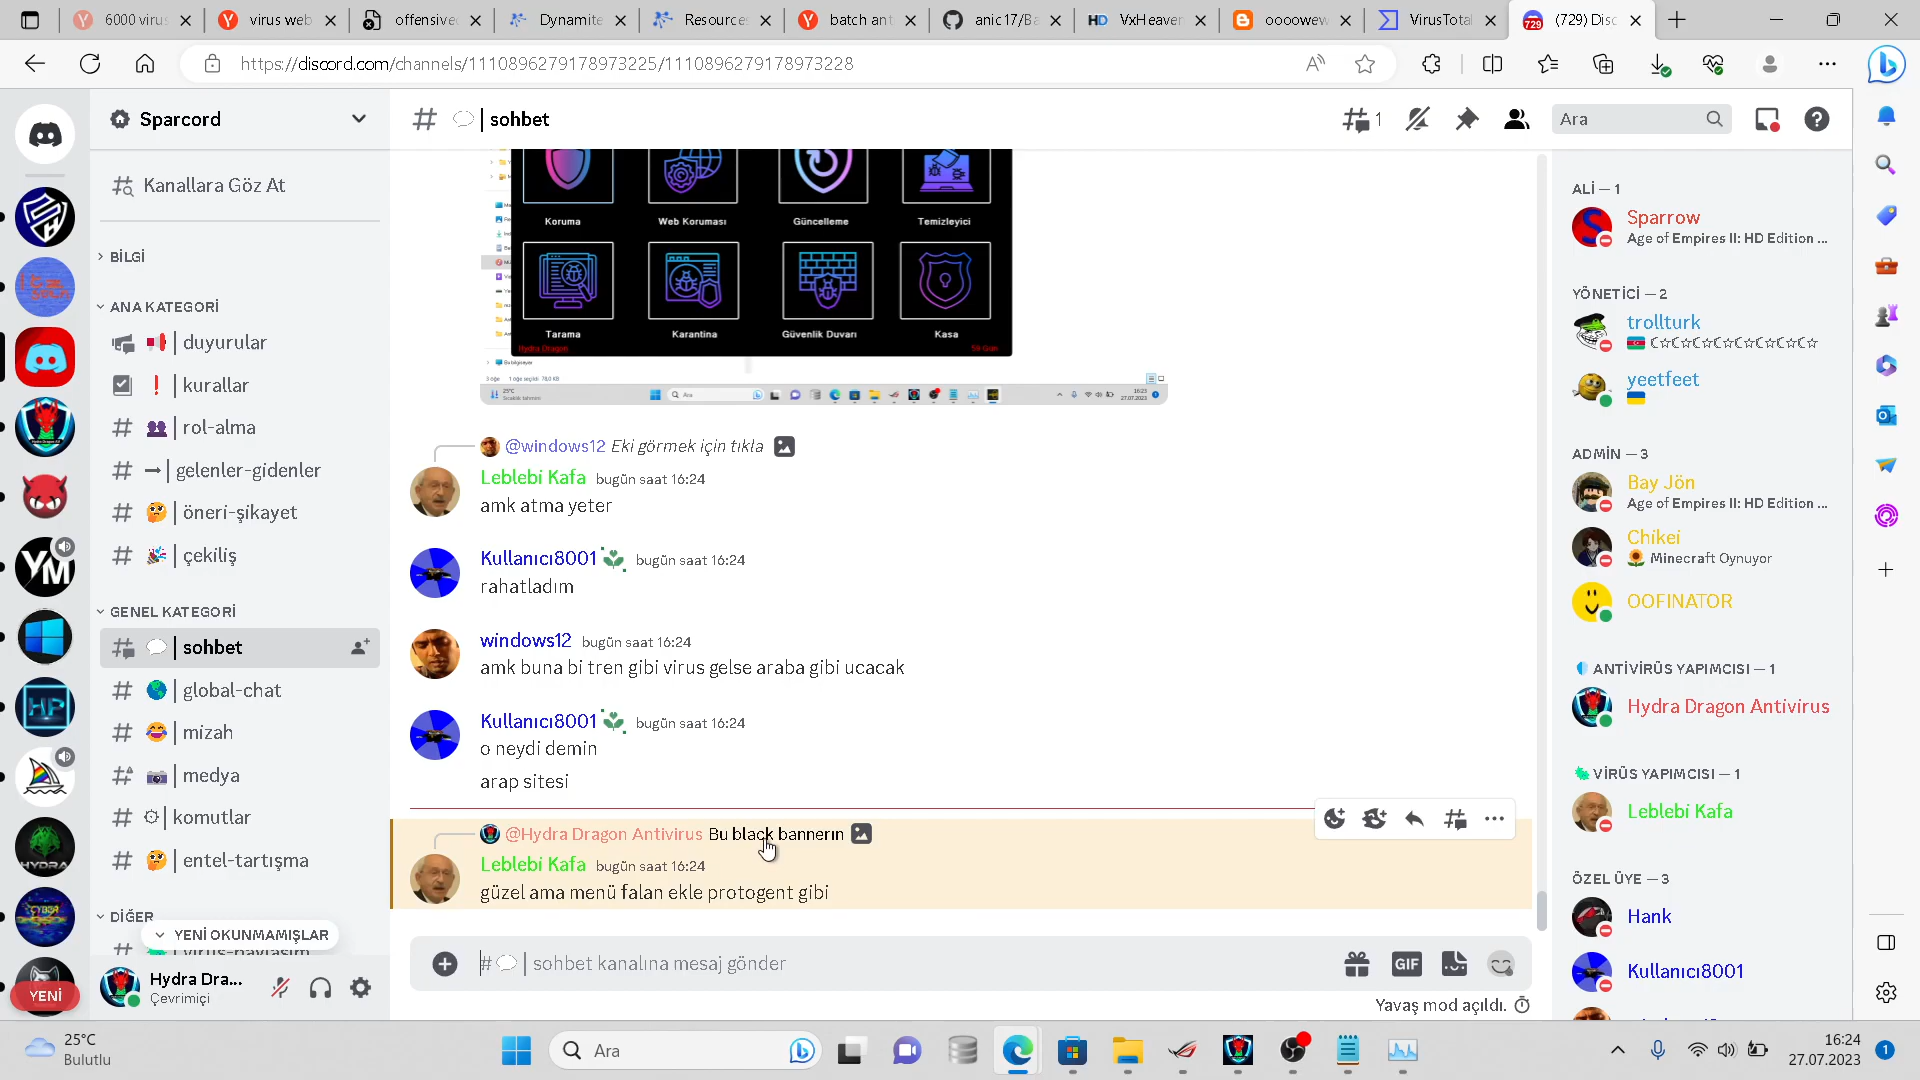 6000 virus
virus web
offensive
Dynamite
Resource
batch ant
anic17/Ba
VxHeaven
oooowew
VirusTotal
(729) Disc
https://discord.com/channels/1110896279178973225/1110896279178973228
Sparcord
Kanallara Göz At
BİLGİ
ANA KATEGORİ
duyurular
kurallar
rol-alma
gelenler-gidenler
öneri-şikayet
çekiliş
GENEL KATEGORİ
sohbet
global-chat
mizah
medya
komutlar
entel-tartışma
DİĞER
YENİ OKUNMAMIŞLAR
YENİ
Hydra Dra...
Çevrimiçi
sohbet
1
Ara
Koruma
Web Koruması
Güncelleme
Temizleyici
Tarama
Karantina
Güvenlik Duvarı
Kasa
Hydra Dragon
59 Gün
@windows12 Eki görmek için tıkla
Leblebi Kafa bugün saat 16:24
amk atma yeter
Kullanıcı8001 bugün saat 16:24
rahatladım
windows12 bugün saat 16:24
amk buna bi tren gibi virus gelse araba gibi ucacak
Kullanıcı8001 bugün saat 16:24
o neydi demin
arap sitesi
@Hydra Dragon Antivirus Bu black bannerın
Leblebi Kafa bugün saat 16:24
güzel ama menü falan ekle protogent gibi
# | sohbet kanalına mesaj gönder
GIF
Yavaş mod açıldı.
ALİ — 1
Sparrow
Age of Empires II: HD Edition ...
YÖNETİCİ — 2
trollturk
yeetfeet
ADMİN — 3
Bay Jön
Age of Empires II: HD Edition ...
Chikei
Minecraft Oynuyor
OOFINATOR
ANTİVİRÜS YAPIMCISI — 1
Hydra Dragon Antivirus
VİRÜS YAPIMCISI — 1
Leblebi Kafa
ÖZEL ÜYE — 3
Hank
Kullanıcı8001
25°C
Bulutlu
Ara
16:24
27.07.2023
1